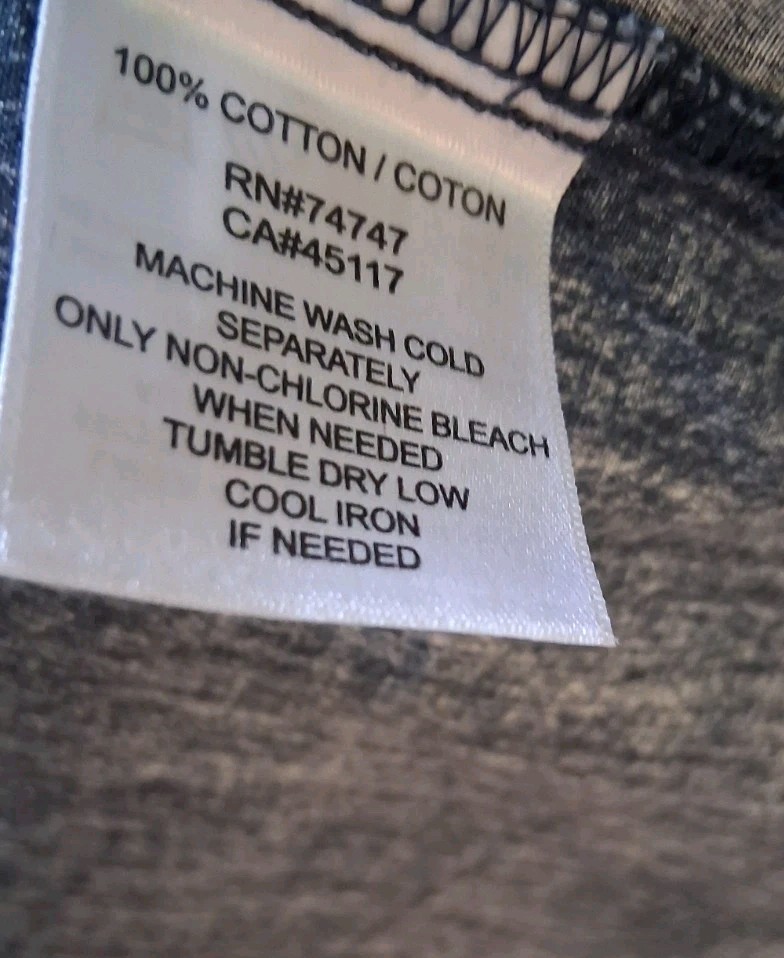 100% COTTON / COTON
RN#74747
CA#45117
MACHINE WASH COLD
SEPARATELY
ONLY NON-CHLORINE BLEACH
WHEN NEEDED
TUMBLE DRY LOW
COOL IRON
IF NEEDED